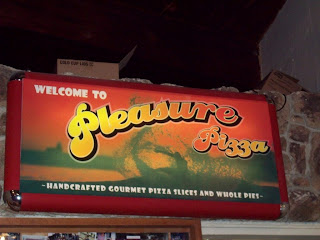 WELCOME TO
Pleasure
Pizza
~HANDCRAFTED GOURMET PIZZA SLICES AND WHOLE PIES~